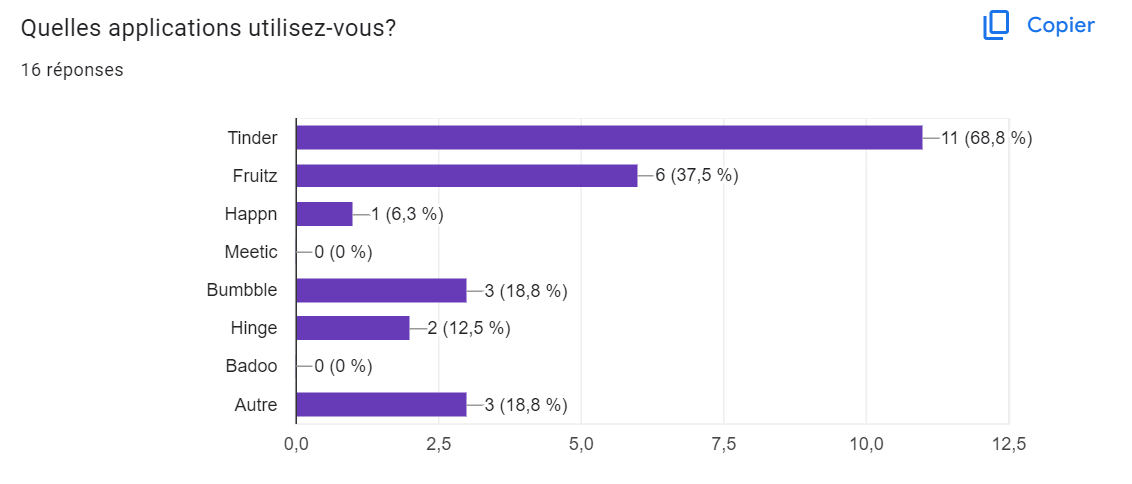 Quelles applications utilisez-vous?
Copier
16 réponses
Tinder 11 (68,8 %)
Fruitz 6 (37,5 %)
Happn 1 (6,3 %)
Meetic 0 (0 %)
Bumbble 3 (18,8 %)
Hinge 2 (12,5 %)
Badoo 0 (0 %)
Autre 3 (18,8 %)
0,0 2,5 5,0 7,5 10,0 12,5